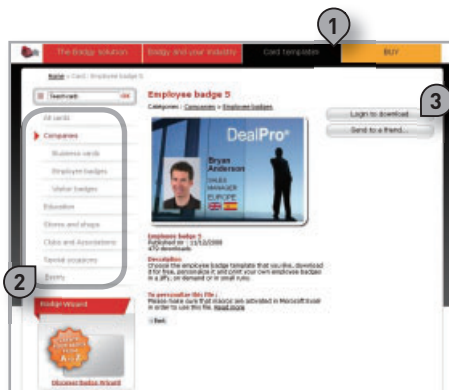 1
The Badgy solution
Badgy and your industry
Card templates
BUY
Home > Card : Employee badge 5
OK
3
All cards
Companies
Business cards
Employee badges
Visitor badges
Education
Stores and shops
Clubs and Associations
Special occasions
Events
2
Badge Wizard
A to Z
Discover Badge Wizard
Employee badge 5
Categories : Companies > Employee badges
DealPro®
Bryan
Anderson
SALES
MANAGER
EUROPE
Login to download
Send to a friend...
Employee badge 5
Published on : 11/12/2008
470 downloads
Description
Choose the employee badge template that you like, download
it for free, personalize it and print your own employee badges
in a jiffy, on demand or in small runs.
To personalize this file :
Please make sure that macros are activated in Microsoft Excel
in order to use this file. Read more
Back